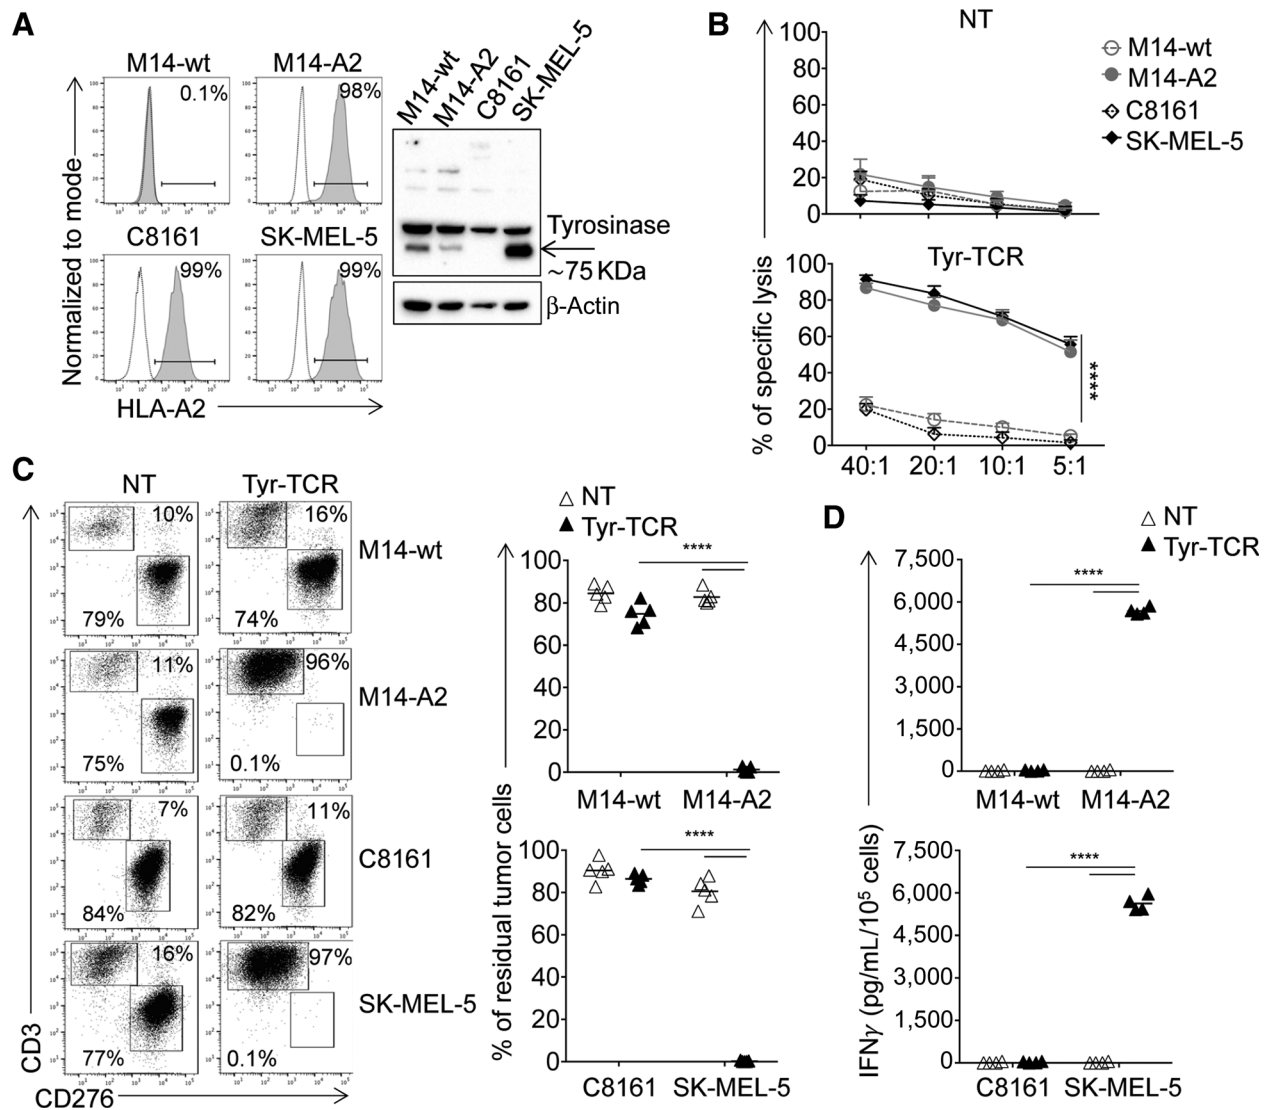 A
M14-wt
0.1%
M14-A2
98%
C8161
99%
SK-MEL-5
99%
Normalized to mode
HLA-A2
M14-wt
M14-A2
C8161
SK-MEL-5
Tyrosinase
~75 KDa
β-Actin
B
NT
100
80
60
40
20
0
M14-wt
M14-A2
C8161
SK-MEL-5
Tyr-TCR
100
80
60
40
20
0
****
40:1 20:1 10:1 5:1
% of specific lysis
C
NT Tyr-TCR
10% 16%
79% 74%
M14-wt
11% 96%
75% 0.1%
M14-A2
7% 11%
84% 82%
C8161
16% 97%
77% 0.1%
SK-MEL-5
CD3
CD276
NT
Tyr-TCR
****
100
80
60
40
20
0
M14-wt M14-A2
****
100
80
60
40
20
0
C8161 SK-MEL-5
% of residual tumor cells
D
NT
Tyr-TCR
****
7,500
6,000
4,500
3,000
1,500
0
M14-wt M14-A2
****
7,500
6,000
4,500
3,000
1,500
0
C8161 SK-MEL-5
IFNγ (pg/mL/10⁵ cells)